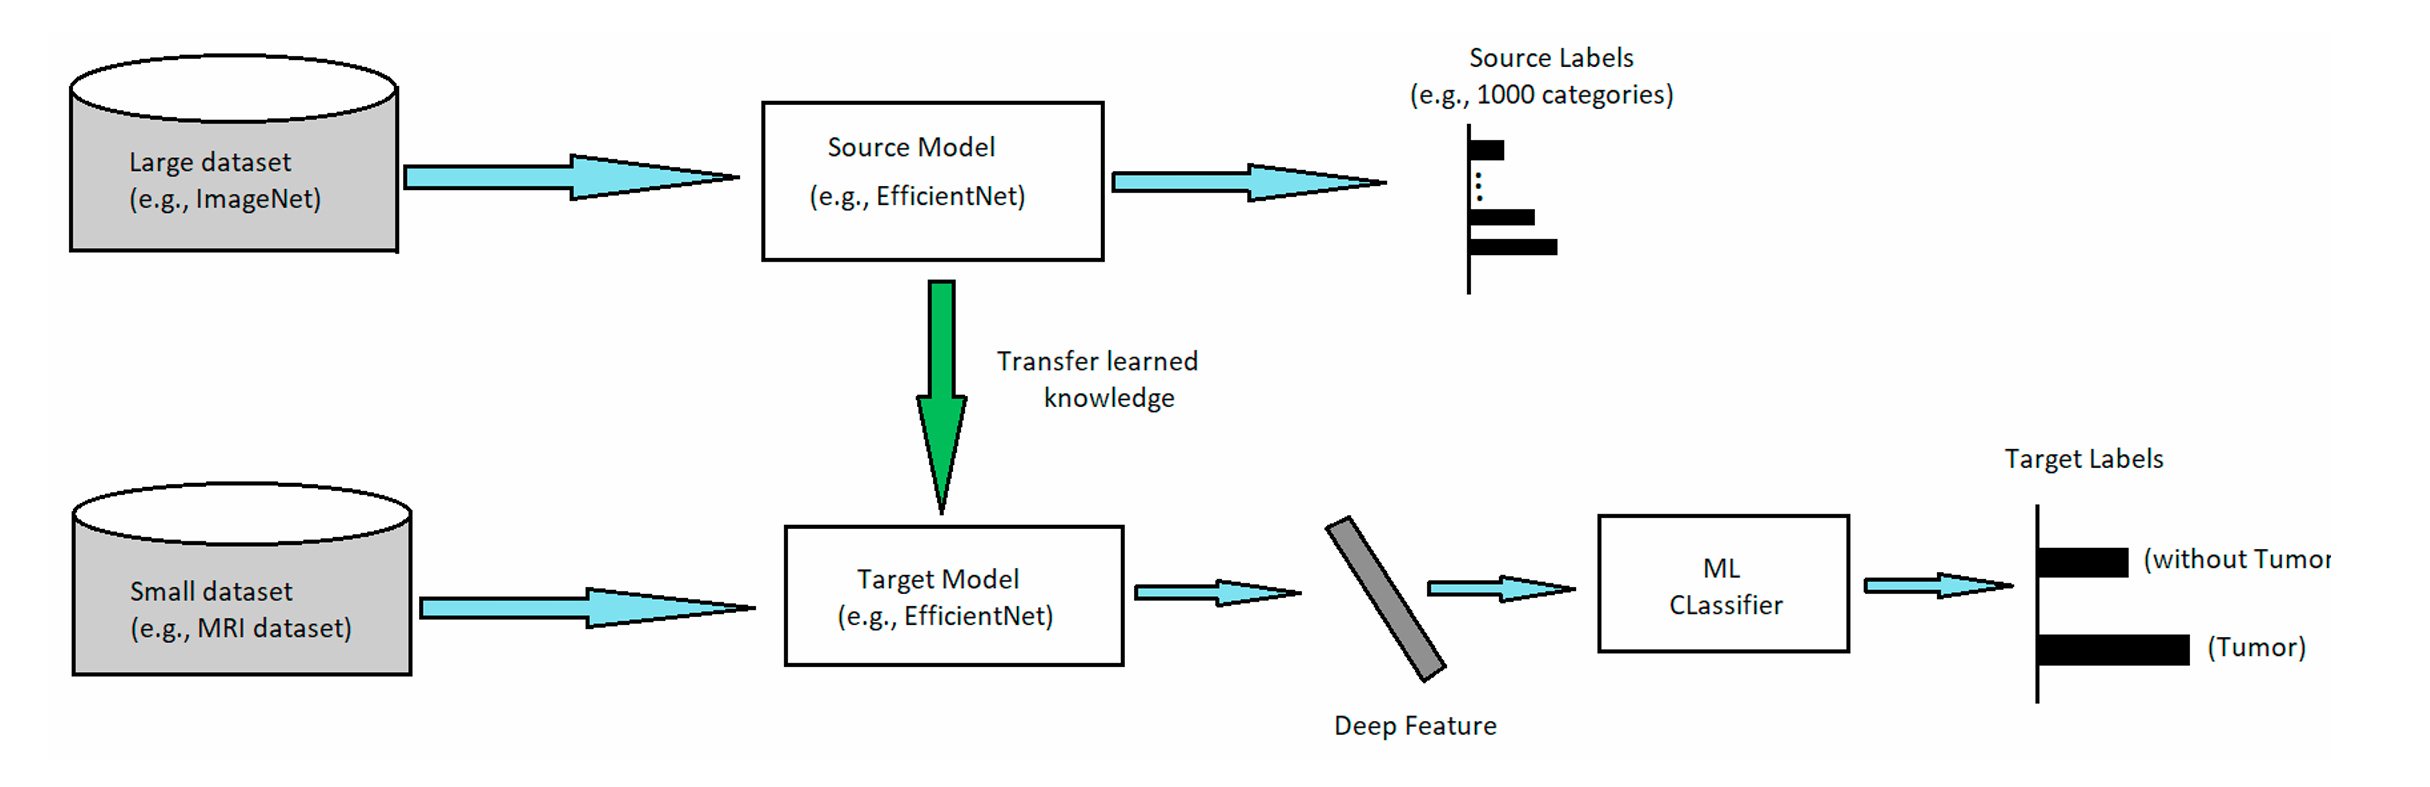 Source Labels
(e.g., 1000 categories)
Large dataset
(e.g., ImageNet)
Source Model
(e.g., EfficientNet)
Transfer learned
knowledge
Target Labels
Small dataset
(e.g., MRI dataset)
Target Model
(e.g., EfficientNet)
ML
CLassifier
(without Tumor
(Tumor)
Deep Feature